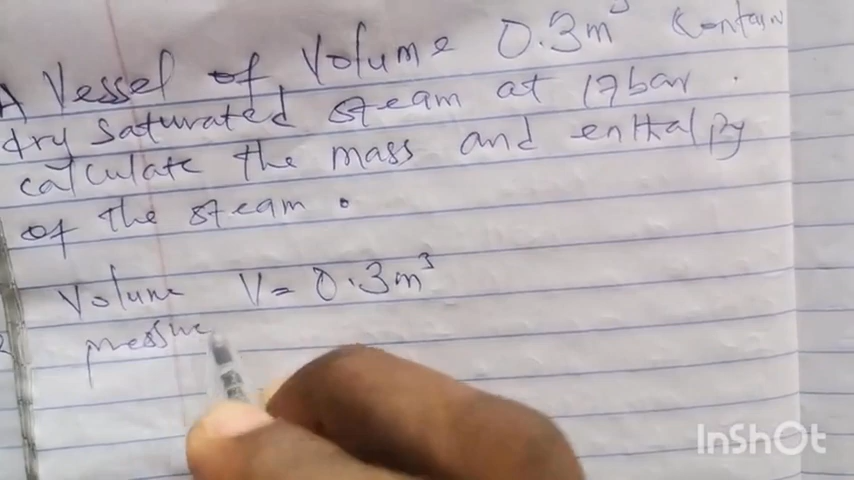 A Vessel of Volume 0.3m³ Contain
dry saturated steam at 17bar.
calculate the mass and enthalpy
of the steam.
Volume V = 0.3m³
pressure
InShOt